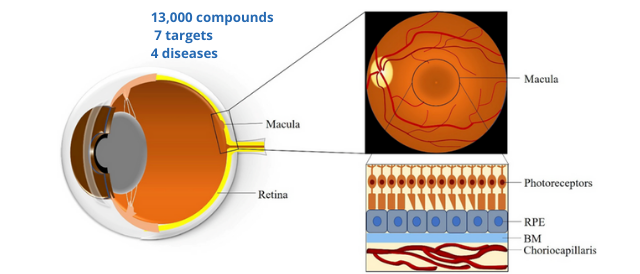 13,000 compounds
7 targets
4 diseases
Macula
Retina
Macula
Photoreceptors
RPE
BM
Choriocapillaris